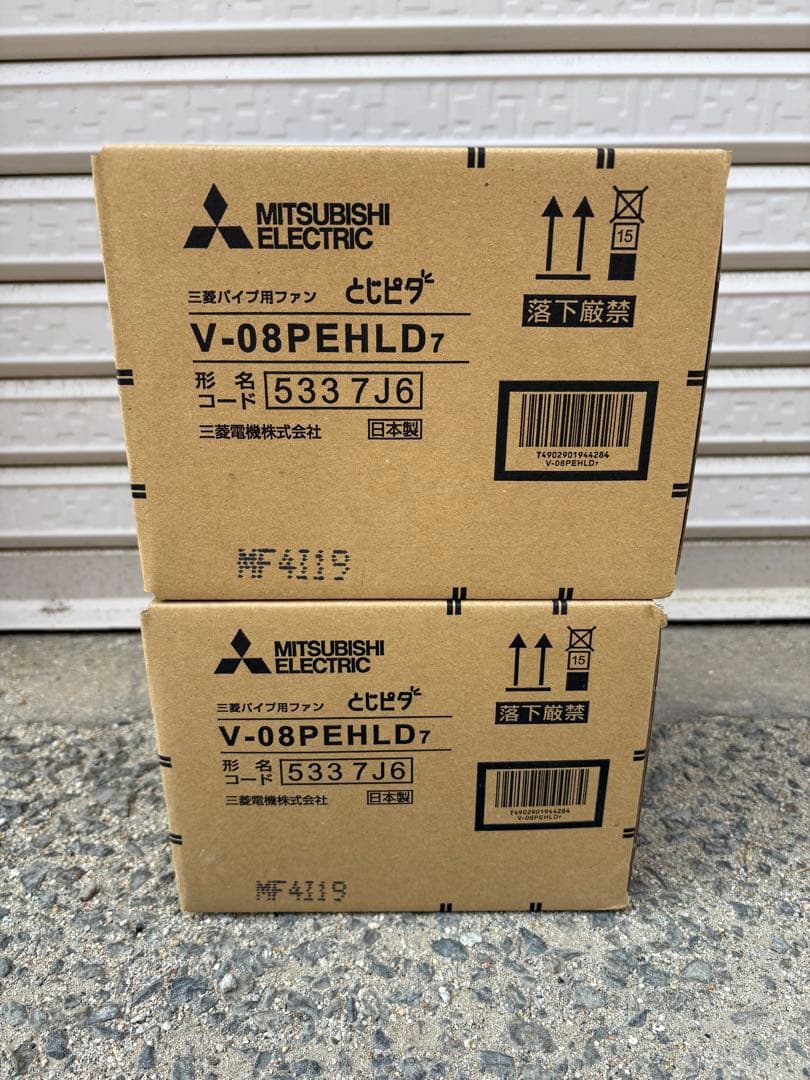 MITSUBISHI
ELECTRIC
三菱パイプ用ファン とじピタ
V-08PEHLD7
形名
コード 5337J6
三菱電機株式会社 日本製
15
落下厳禁
T4902901944284
V-08PEHLD7
MF4119
MITSUBISHI
ELECTRIC
三菱パイプ用ファン とじピタ
V-08PEHLD7
形名
コード 5337J6
三菱電機株式会社 日本製
15
落下厳禁
T4902901944284
V-08PEHLD7
MF4119